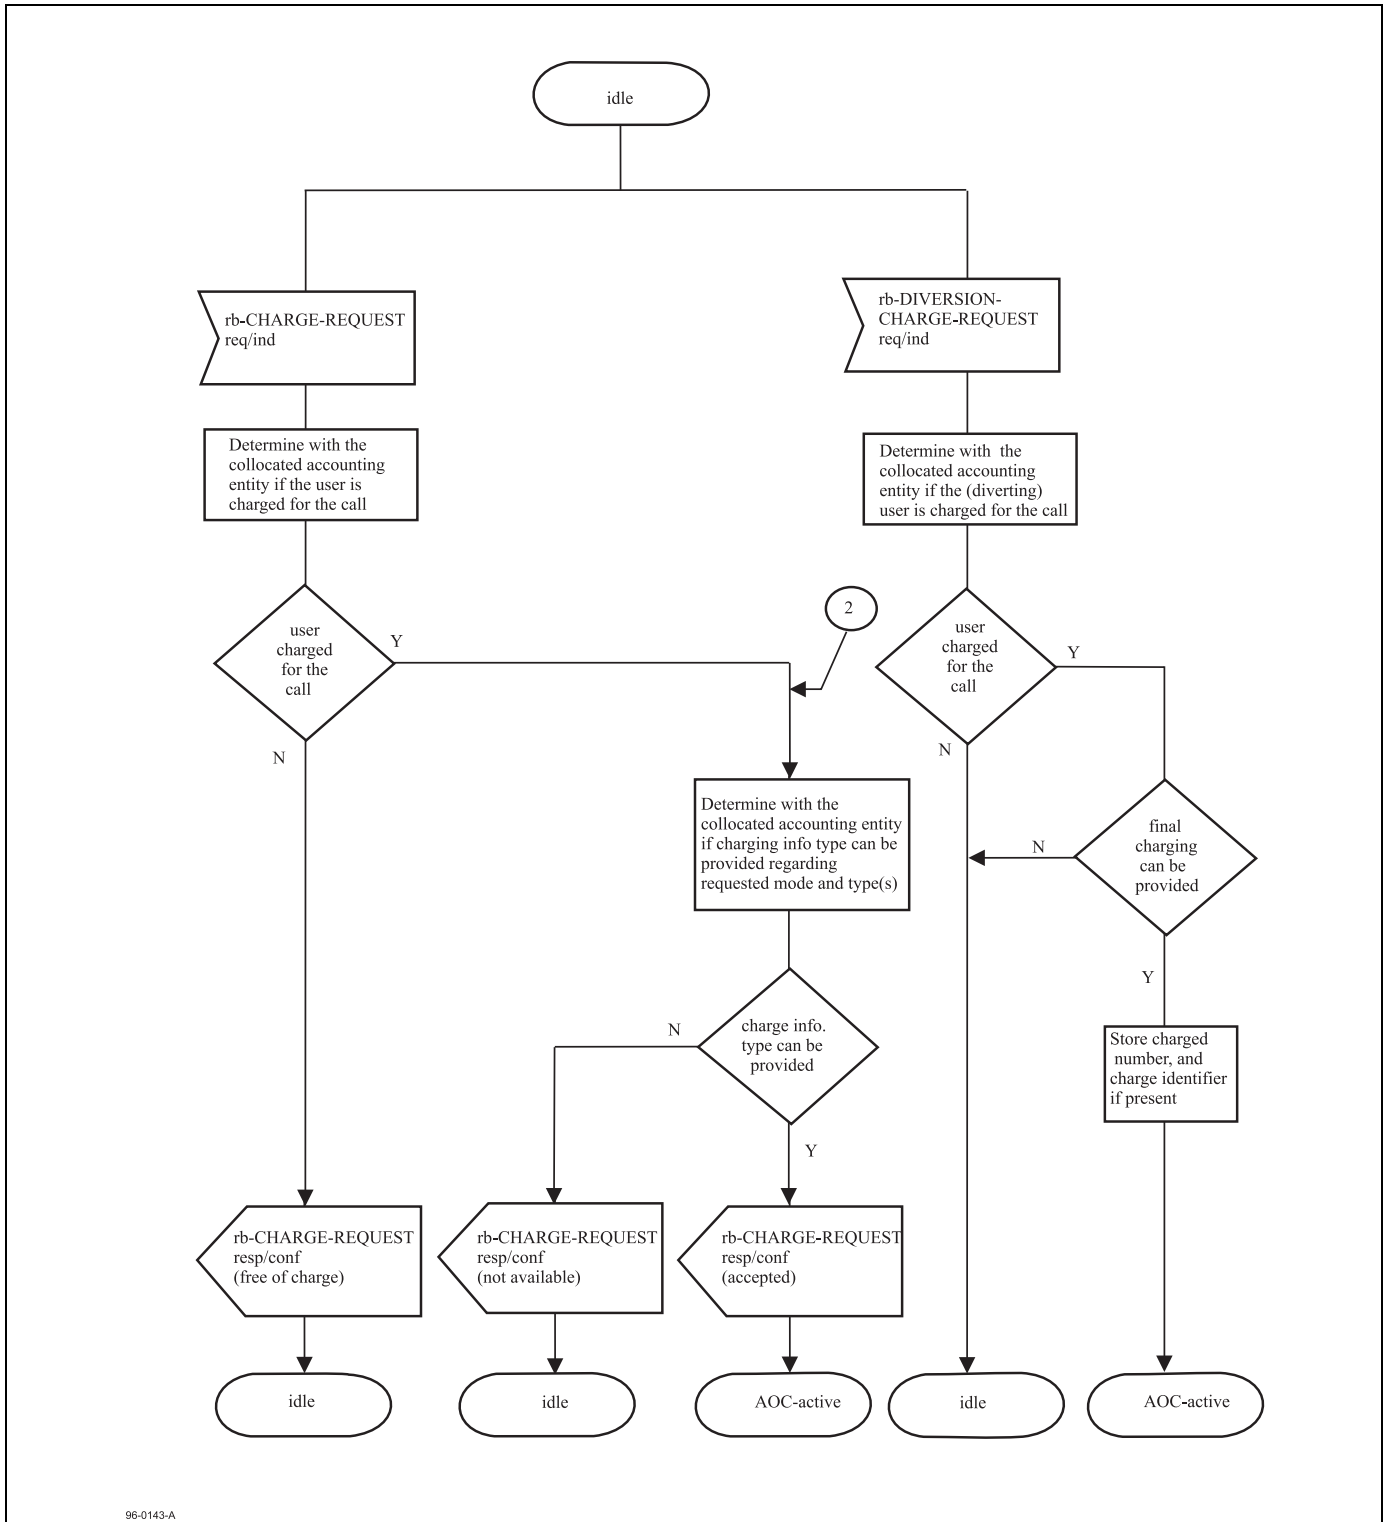 idle
rb-CHARGE-REQUEST
req/ind
rb-DIVERSION-
CHARGE-REQUEST
req/ind
Determine with the
collocated accounting
entity if the user is
charged for the call
Determine with the
collocated accounting
entity if the (diverting)
user is charged for the call
2
user
charged
for the
call
Y
N
user
charged
for the
call
Y
N
Determine with the
collocated accounting entity
if charging info type can be
provided regarding
requested mode and type(s)
final
charging
can be
provided
N
Y
charge info.
type can be
provided
N
Y
Store charged
number, and
charge identifier
if present
rb-CHARGE-REQUEST
resp/conf
(free of charge)
rb-CHARGE-REQUEST
resp/conf
(not available)
rb-CHARGE-REQUEST
resp/conf
(accepted)
idle
idle
AOC-active
idle
AOC-active
96-0143-A